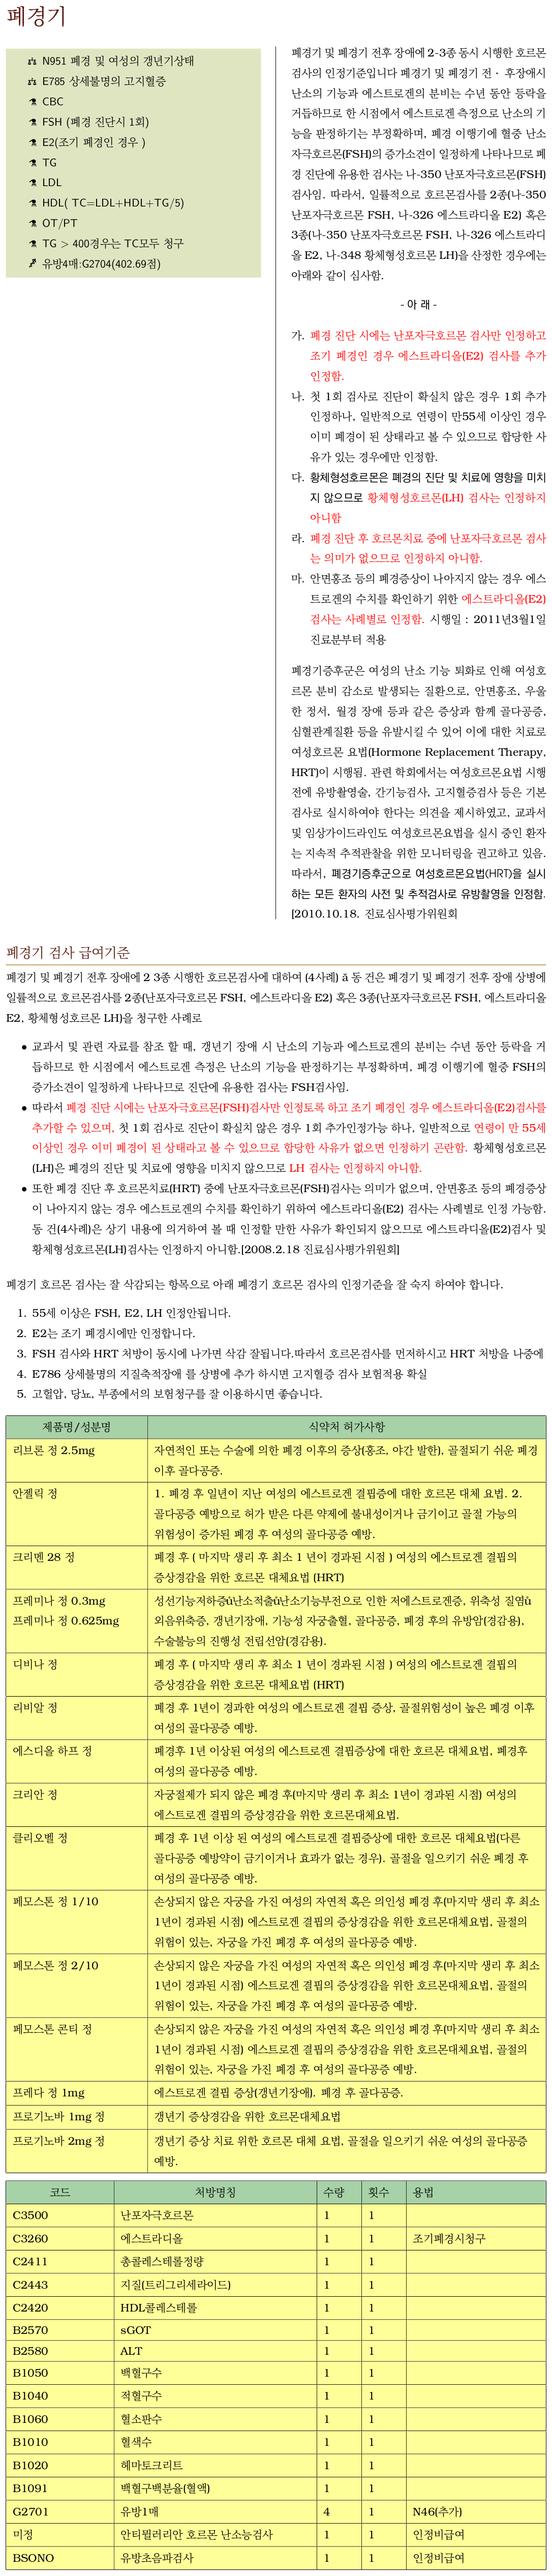 폐경기
N951 폐경 및 여성의 갱년기상태
E785 상세불명의 고지혈증
CBC
FSH (폐경 진단시 1회)
E2(조기 폐경인 경우 )
TG
LDL
HDL( TC=LDL+HDL+TG/5)
OT/PT
TG > 400경우는 TC모두 청구
유방4매:G2704(402.69점)
폐경기 및 폐경기 전후 장애에 2-3종 동시 시행한 호르몬
검사의 인정기준입니다 폐경기 및 폐경기 전 · 후장애시
난소의 기능과 에스트로겐의 분비는 수년 동안 등락을
거듭하므로 한 시점에서 에스트로겐 측정으로 난소의 기
능을 판정하기는 부정확하며, 폐경 이행기에 혈중 난소
자극호르몬(FSH)의 증가소견이 일정하게 나타나므로 폐
경 진단에 유용한 검사는 나-350 난포자극호르몬(FSH)
검사임. 따라서, 일률적으로 호르몬검사를 2종(나-350
난포자극호르몬 FSH, 나-326 에스트라디올 E2) 혹은
3종(나-350 난포자극호르몬 FSH, 나-326 에스트라디
올 E2, 나-348 황체형성호르몬 LH)을 산정한 경우에는
아래와 같이 심사함.
- 아 래 -
가. 폐경 진단 시에는 난포자극호르몬 검사만 인정하고
조기 폐경인 경우 에스트라디올(E2) 검사를 추가
인정함.
나. 첫 1회 검사로 진단이 확실치 않은 경우 1회 추가
인정하나, 일반적으로 연령이 만55세 이상인 경우
이미 폐경이 된 상태라고 볼 수 있으므로 합당한 사
유가 있는 경우에만 인정함.
다. 황체형성호르몬은 폐경의 진단 및 치료에 영향을 미치
지 않으므로 황체형성호르몬(LH) 검사는 인정하지
아니함
라. 폐경 진단 후 호르몬치료 중에 난포자극호르몬 검사
는 의미가 없으므로 인정하지 아니함.
마. 안면홍조 등의 폐경증상이 나아지지 않는 경우 에스
트로겐의 수치를 확인하기 위한 에스트라디올(E2)
검사는 사례별로 인정함. 시행일 : 2011년3월1일
진료분부터 적용
폐경기증후군은 여성의 난소 기능 퇴화로 인해 여성호
르몬 분비 감소로 발생되는 질환으로, 안면홍조, 우울
한 정서, 월경 장애 등과 같은 증상과 함께 골다공증,
심혈관계질환 등을 유발시킬 수 있어 이에 대한 치료로
여성호르몬 요법(Hormone Replacement Therapy,
HRT)이 시행됨. 관련 학회에서는 여성호르몬요법 시행
전에 유방촬영술, 간기능검사, 고지혈증검사 등은 기본
검사로 실시하여야 한다는 의견을 제시하였고, 교과서
및 임상가이드라인도 여성호르몬요법을 실시 중인 환자
는 지속적 추적관찰을 위한 모니터링을 권고하고 있음.
따라서, 폐경기증후군으로 여성호르몬요법(HRT)을 실시
하는 모든 환자의 사전 및 추적검사로 유방촬영을 인정함.
[2010.10.18. 진료심사평가위원회
폐경기 검사 급여기준
폐경기 및 폐경기 전후 장애에 2 3종 시행한 호르몬검사에 대하여 (4사례) ă 동 건은 폐경기 및 폐경기 전후 장애 상병에
일률적으로 호르몬검사를 2종(난포자극호르몬 FSH, 에스트라디올 E2) 혹은 3종(난포자극호르몬 FSH, 에스트라디올
E2, 황체형성호르몬 LH)을 청구한 사례로
● 교과서 및 관련 자료를 참조 할 때, 갱년기 장애 시 난소의 기능과 에스트로겐의 분비는 수년 동안 등락을 거
듭하므로 한 시점에서 에스트로겐 측정은 난소의 기능을 판정하기는 부정확하며, 폐경 이행기에 혈중 FSH의
증가소견이 일정하게 나타나므로 진단에 유용한 검사는 FSH검사임.
● 따라서 폐경 진단 시에는 난포자극호르몬(FSH)검사만 인정토록 하고 조기 폐경인 경우 에스트라디올(E2)검사를
추가할 수 있으며, 첫 1회 검사로 진단이 확실치 않은 경우 1회 추가인정가능 하나, 일반적으로 연령이 만 55세
이상인 경우 이미 폐경이 된 상태라고 볼 수 있으므로 합당한 사유가 없으면 인정하기 곤란함. 황체형성호르몬
(LH)은 폐경의 진단 및 치료에 영향을 미치지 않으므로 LH 검사는 인정하지 아니함.
● 또한 폐경 진단 후 호르몬치료(HRT) 중에 난포자극호르몬(FSH)검사는 의미가 없으며, 안면홍조 등의 폐경증상
이 나아지지 않는 경우 에스트로겐의 수치를 확인하기 위하여 에스트라디올(E2) 검사는 사례별로 인정 가능함.
동 건(4사례)은 상기 내용에 의거하여 볼 때 인정할 만한 사유가 확인되지 않으므로 에스트라디올(E2)검사 및
황체형성호르몬(LH)검사는 인정하지 아니함.[2008.2.18 진료심사평가위원회]
폐경기 호르몬 검사는 잘 삭감되는 항목으로 아래 폐경기 호르몬 검사의 인정기준을 잘 숙지 하여야 합니다.
1. 55세 이상은 FSH, E2, LH 인정안됩니다.
2. E2는 조기 폐경시에만 인정합니다.
3. FSH 검사와 HRT 처방이 동시에 나가면 삭감 잘됩니다.따라서 호르몬검사를 먼저하시고 HRT 처방을 나중에
4. E786 상세불명의 지질축적장애 를 상병에 추가 하시면 고지혈증 검사 보험적용 확실
5. 고혈압, 당뇨, 부종에서의 보험청구를 잘 이용하시면 좋습니다.
제품명/성분명 식약처 허가사항
리브론 정 2.5mg 자연적인 또는 수술에 의한 폐경 이후의 증상(홍조, 야간 발한), 골절되기 쉬운 폐경
이후 골다공증.
안젤릭 정 1. 폐경 후 일년이 지난 여성의 에스트로겐 결핍증에 대한 호르몬 대체 요법. 2.
골다공증 예방으로 허가 받은 다른 약제에 불내성이거나 금기이고 골절 가능의
위험성이 증가된 폐경 후 여성의 골다공증 예방.
크리멘 28 정 폐경 후 ( 마지막 생리 후 최소 1 년이 경과된 시점 ) 여성의 에스트로겐 결핍의
증상경감을 위한 호르몬 대체요법 (HRT)
프레미나 정 0.3mg 성선기능저하증ů난소적출ů난소기능부전으로 인한 저에스트로겐증, 위축성 질염ů
프레미나 정 0.625mg 외음위축증, 갱년기장애, 기능성 자궁출혈, 골다공증, 폐경 후의 유방암(경감용),
수술불능의 진행성 전립선암(경감용).
디비나 정 폐경 후 ( 마지막 생리 후 최소 1 년이 경과된 시점 ) 여성의 에스트로겐 결핍의
증상경감을 위한 호르몬 대체요법 (HRT)
리비알 정 폐경 후 1년이 경과한 여성의 에스트로겐 결핍 증상, 골절위험성이 높은 폐경 이후
여성의 골다공증 예방.
에스디올 하프 정 폐경후 1년 이상된 여성의 에스트로겐 결핍증상에 대한 호르몬 대체요법, 폐경후
여성의 골다공증 예방.
크리안 정 자궁절제가 되지 않은 폐경 후(마지막 생리 후 최소 1년이 경과된 시점) 여성의
에스트로겐 결핍의 증상경감을 위한 호르몬대체요법.
클리오벨 정 폐경 후 1년 이상 된 여성의 에스트로겐 결핍증상에 대한 호르몬 대체요법(다른
골다공증 예방약이 금기이거나 효과가 없는 경우). 골절을 일으키기 쉬운 폐경 후
여성의 골다공증 예방.
페모스톤 정 1/10 손상되지 않은 자궁을 가진 여성의 자연적 혹은 의인성 폐경 후(마지막 생리 후 최소
1년이 경과된 시점) 에스트로겐 결핍의 증상경감을 위한 호르몬대체요법, 골절의
위험이 있는, 자궁을 가진 폐경 후 여성의 골다공증 예방.
페모스톤 정 2/10 손상되지 않은 자궁을 가진 여성의 자연적 혹은 의인성 폐경 후(마지막 생리 후 최소
1년이 경과된 시점) 에스트로겐 결핍의 증상경감을 위한 호르몬대체요법, 골절의
위험이 있는, 자궁을 가진 폐경 후 여성의 골다공증 예방.
페모스톤 콘티 정 손상되지 않은 자궁을 가진 여성의 자연적 혹은 의인성 폐경 후(마지막 생리 후 최소
1년이 경과된 시점) 에스트로겐 결핍의 증상경감을 위한 호르몬대체요법, 골절의
위험이 있는, 자궁을 가진 폐경 후 여성의 골다공증 예방.
프레다 정 1mg 에스트로겐 결핍 증상(갱년기장애). 폐경 후 골다공증.
프로기노바 1mg 정 갱년기 증상경감을 위한 호르몬대체요법
프로기노바 2mg 정 갱년기 증상 치료 위한 호르몬 대체 요법, 골절을 일으키기 쉬운 여성의 골다공증
예방.
코드 처방명칭 수량 횟수 용법
C3500 난포자극호르몬 1 1
C3260 에스트라디올 1 1 조기폐경시청구
C2411 총콜레스테롤정량 1 1
C2443 지질(트리그리세라이드) 1 1
C2420 HDL콜레스테롤 1 1
B2570 sGOT 1 1
B2580 ALT 1 1
B1050 백혈구수 1 1
B1040 적혈구수 1 1
B1060 혈소판수 1 1
B1010 혈색수 1 1
B1020 헤마토크리트 1 1
B1091 백혈구백분율(혈액) 1 1
G2701 유방1매 4 1 N46(추가)
미정 안티뮐러리안 호르몬 난소능검사 1 1 인정비급여
BSONO 유방초음파검사 1 1 인정비급여